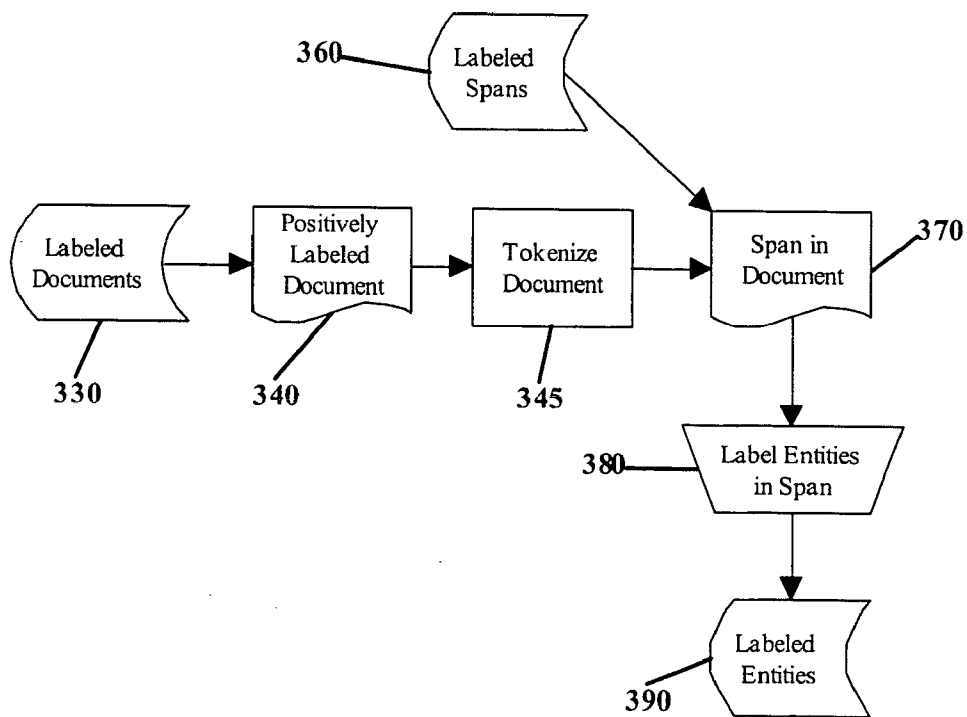 360
Labeled
Spans
Labeled
Documents
Positively
Labeled
Document
Tokenize
Document
Span in
Document
370
330
340
345
380
Label Entities
in Span
Labeled
Entities
390